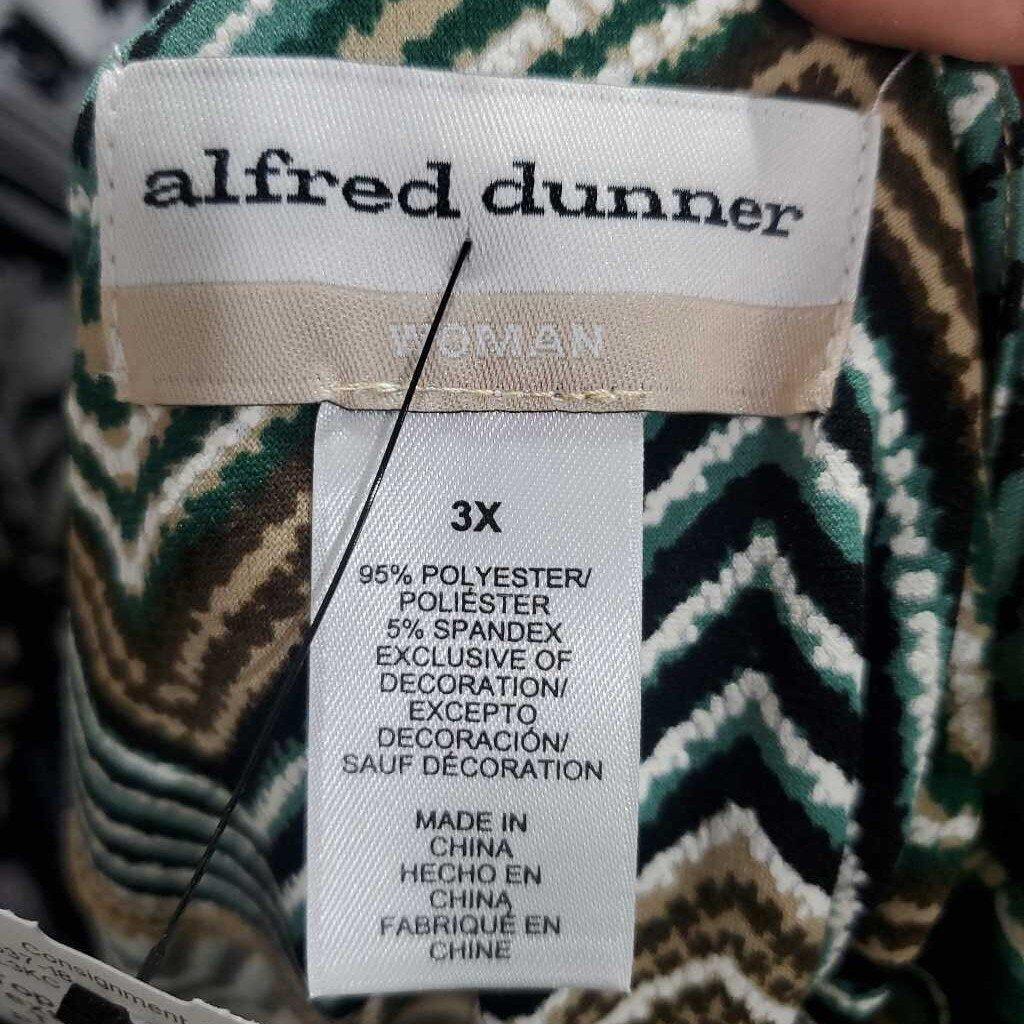 alfred dunner
WOMAN
3X
95% POLYESTER/
POLIÉSTER
5% SPANDEX
EXCLUSIVE OF
DECORATION/
EXCEPTO
DECORACIÓN/
SAUF DÉCORATION
MADE IN
CHINA
HECHO EN
CHINA
FABRIQUÉ EN
CHINE
Consignment